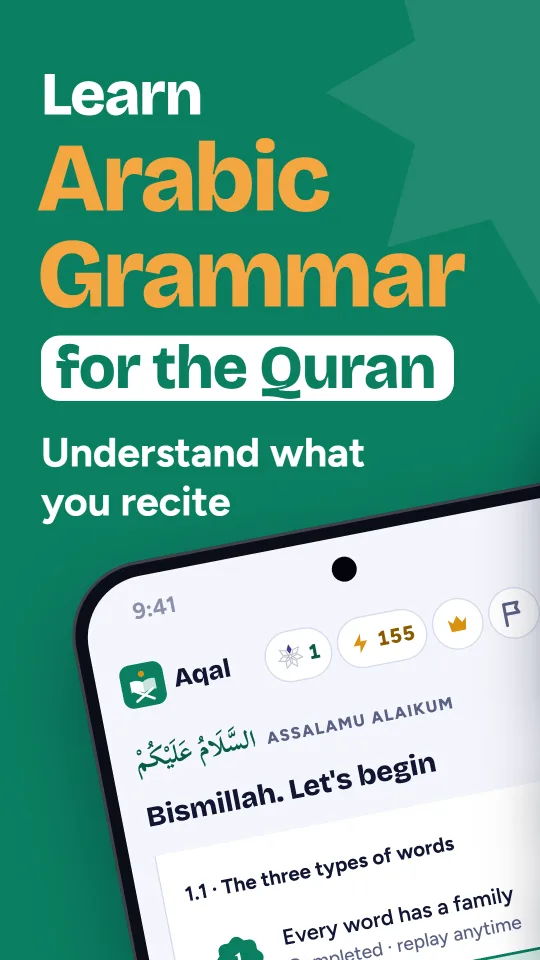 Learn
Arabic
Grammar
for the Quran
Understand what
you recite
9:41
Aqal
1
155
السَّلَامُ عَلَيْكُمْ ASSALAMU ALAIKUM
Bismillah. Let's begin
1.1 · The three types of words
1
Every word has a family
Completed · replay anytime